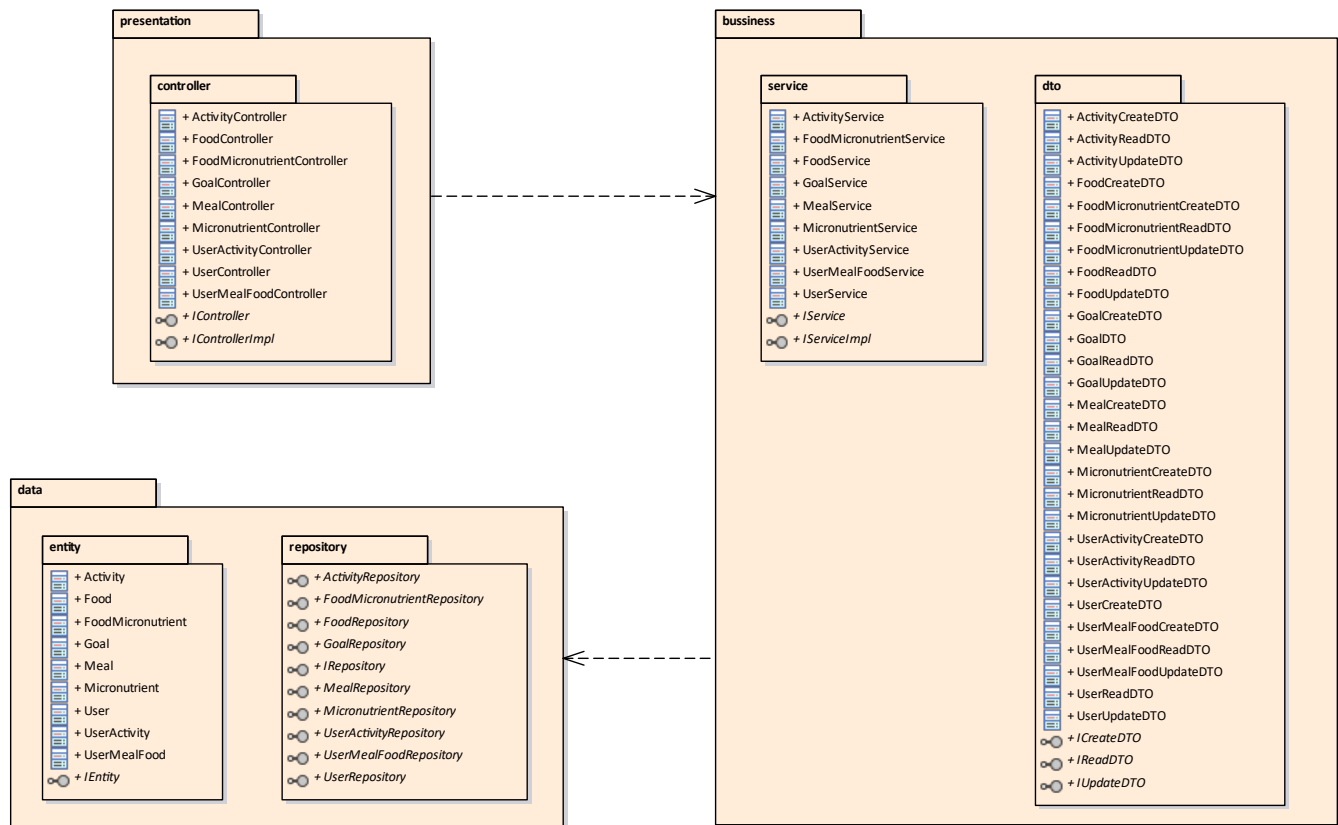 presentation
controller
+ ActivityController
+ FoodController
+ FoodMicronutrientController
+ GoalController
+ MealController
+ MicronutrientController
+ UserActivityController
+ UserController
+ UserMealFoodController
+ IController
+ IControllerImpl
bussiness
service
+ ActivityService
+ FoodMicronutrientService
+ FoodService
+ GoalService
+ MealService
+ MicronutrientService
+ UserActivityService
+ UserMealFoodService
+ UserService
+ IService
+ IServiceImpl
dto
+ ActivityCreateDTO
+ ActivityReadDTO
+ ActivityUpdateDTO
+ FoodCreateDTO
+ FoodMicronutrientCreateDTO
+ FoodMicronutrientReadDTO
+ FoodMicronutrientUpdateDTO
+ FoodReadDTO
+ FoodUpdateDTO
+ GoalCreateDTO
+ GoalDTO
+ GoalReadDTO
+ GoalUpdateDTO
+ MealCreateDTO
+ MealReadDTO
+ MealUpdateDTO
+ MicronutrientCreateDTO
+ MicronutrientReadDTO
+ MicronutrientUpdateDTO
+ UserActivityCreateDTO
+ UserActivityReadDTO
+ UserActivityUpdateDTO
+ UserCreateDTO
+ UserMealFoodCreateDTO
+ UserMealFoodReadDTO
+ UserMealFoodUpdateDTO
+ UserReadDTO
+ UserUpdateDTO
+ ICreateDTO
+ IReadDTO
+ IUpdateDTO
data
entity
+ Activity
+ Food
+ FoodMicronutrient
+ Goal
+ Meal
+ Micronutrient
+ User
+ UserActivity
+ UserMealFood
+ IEntity
repository
+ ActivityRepository
+ FoodMicronutrientRepository
+ FoodRepository
+ GoalRepository
+ IRepository
+ MealRepository
+ MicronutrientRepository
+ UserActivityRepository
+ UserMealFoodRepository
+ UserRepository